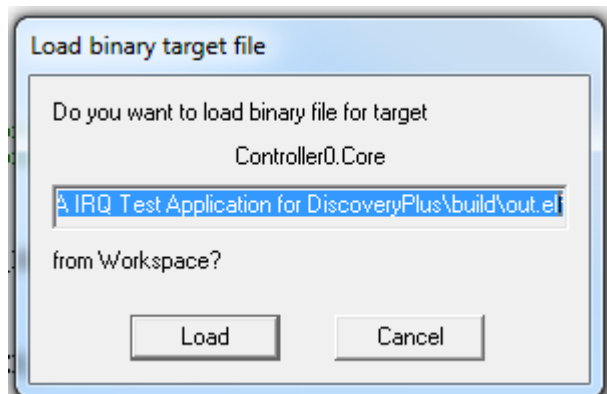 Load binary target file
Do you want to load binary file for target
Controller0.Core
A IRQ Test Application for DiscoveryPlus\build\out.elf
from Workspace?
Load Cancel